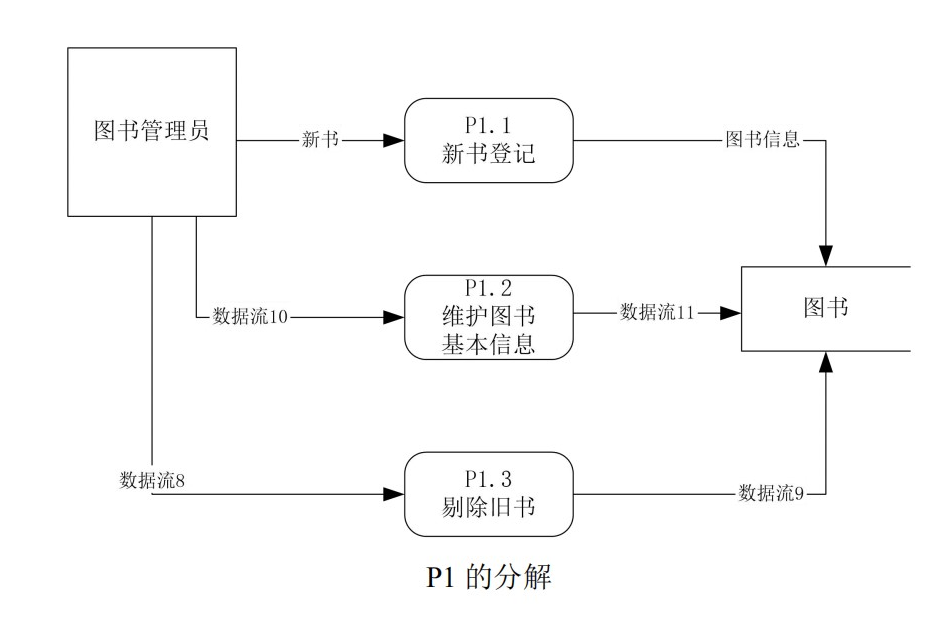 图书管理员
新书
P1.1
新书登记
图书信息
数据流10
P1.2
维护图书
基本信息
数据流11
图书
数据流8
P1.3
剔除旧书
数据流9
P1 的分解